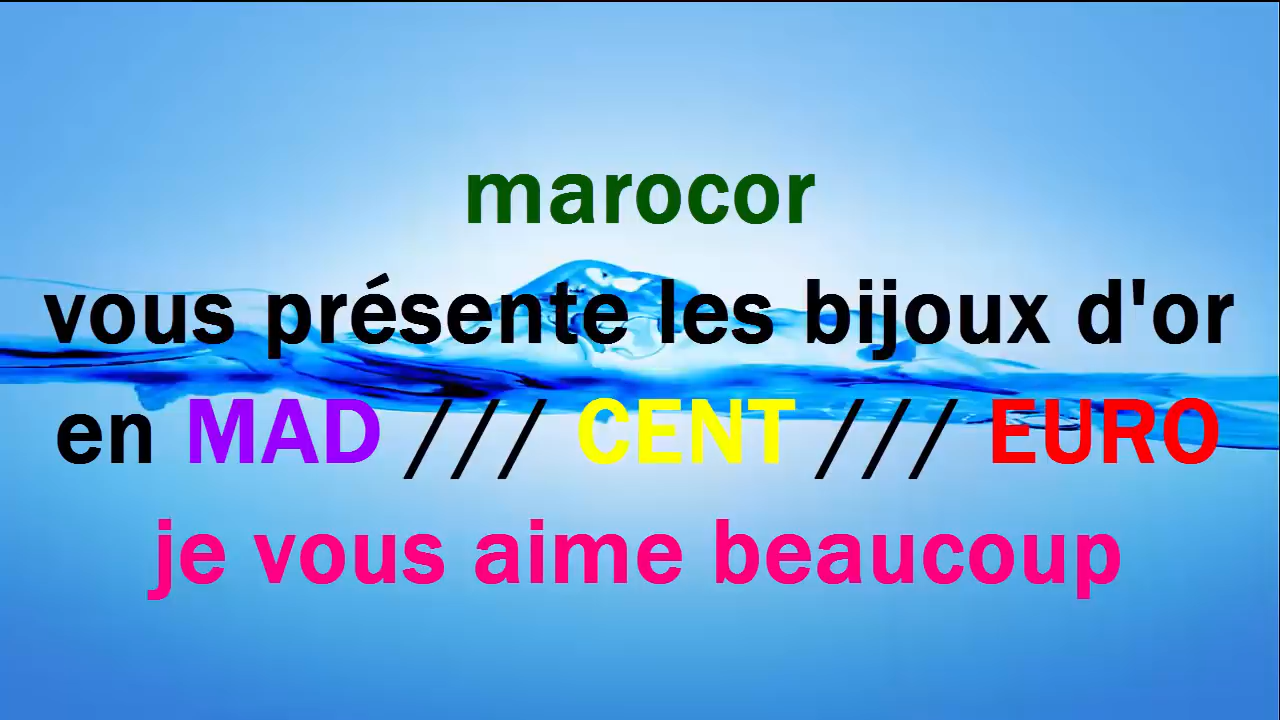 marocor
vous présente les bijoux d'or
en MAD /// CENT /// EURO
je vous aime beaucoup